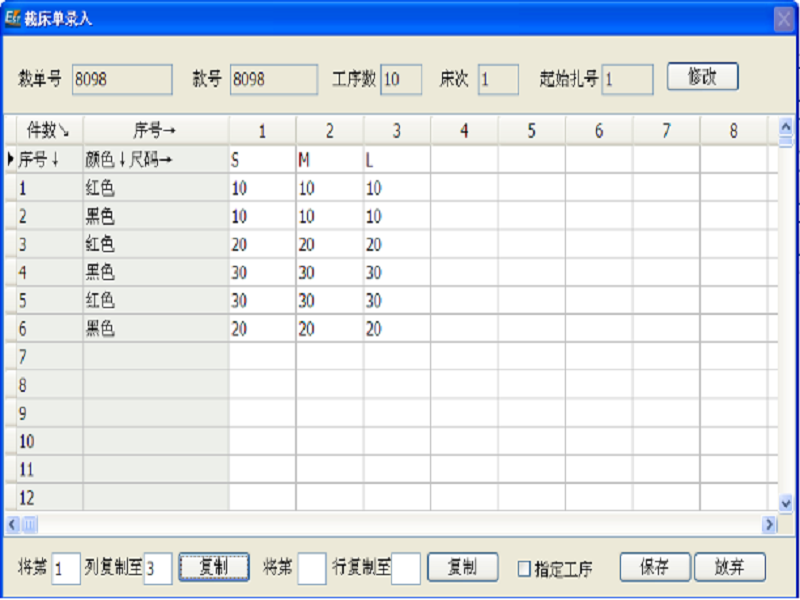 裁床单录入
裁单号 8098 款号 8098 工序数 10 床次 1 起始扎号 1 修改
件数↘ 序号→ 1 2 3 4 5 6 7 8
序号↓ 颜色↓尺码→ S M L
1 红色 10 10 10
2 黑色 10 10 10
3 红色 20 20 20
4 黑色 30 30 30
5 红色 30 30 30
6 黑色 20 20 20
7
8
9
10
11
12
将第 1 列复制至 3 复制 将第 行复制至 复制 指定工序 保存 放弃